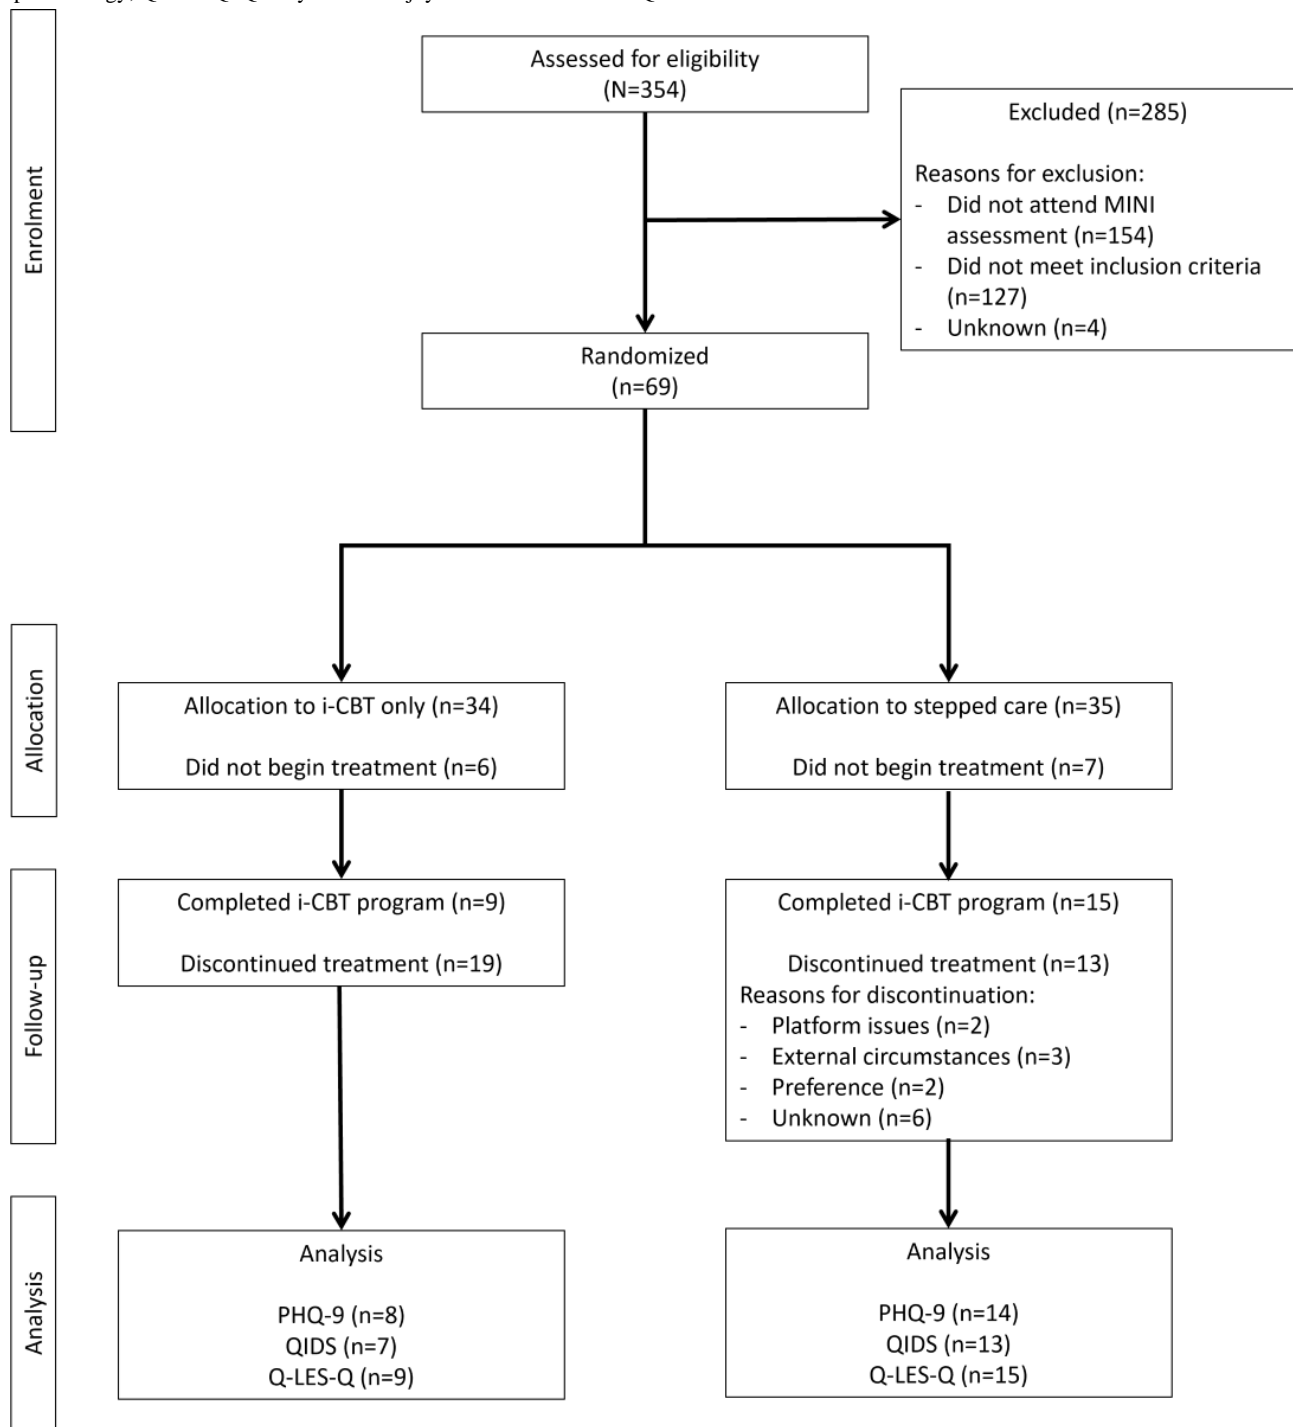 Enrolment
Assessed for eligibility
(N=354)
Excluded (n=285)
Reasons for exclusion:
- Did not attend MINI
assessment (n=154)
- Did not meet inclusion criteria
(n=127)
- Unknown (n=4)
Randomized
(n=69)
Allocation
Allocation to i-CBT only (n=34)
Did not begin treatment (n=6)
Allocation to stepped care (n=35)
Did not begin treatment (n=7)
Follow-up
Completed i-CBT program (n=9)
Discontinued treatment (n=19)
Completed i-CBT program (n=15)
Discontinued treatment (n=13)
Reasons for discontinuation:
- Platform issues (n=2)
- External circumstances (n=3)
- Preference (n=2)
- Unknown (n=6)
Analysis
Analysis
PHQ-9 (n=8)
QIDS (n=7)
Q-LES-Q (n=9)
Analysis
PHQ-9 (n=14)
QIDS (n=13)
Q-LES-Q (n=15)